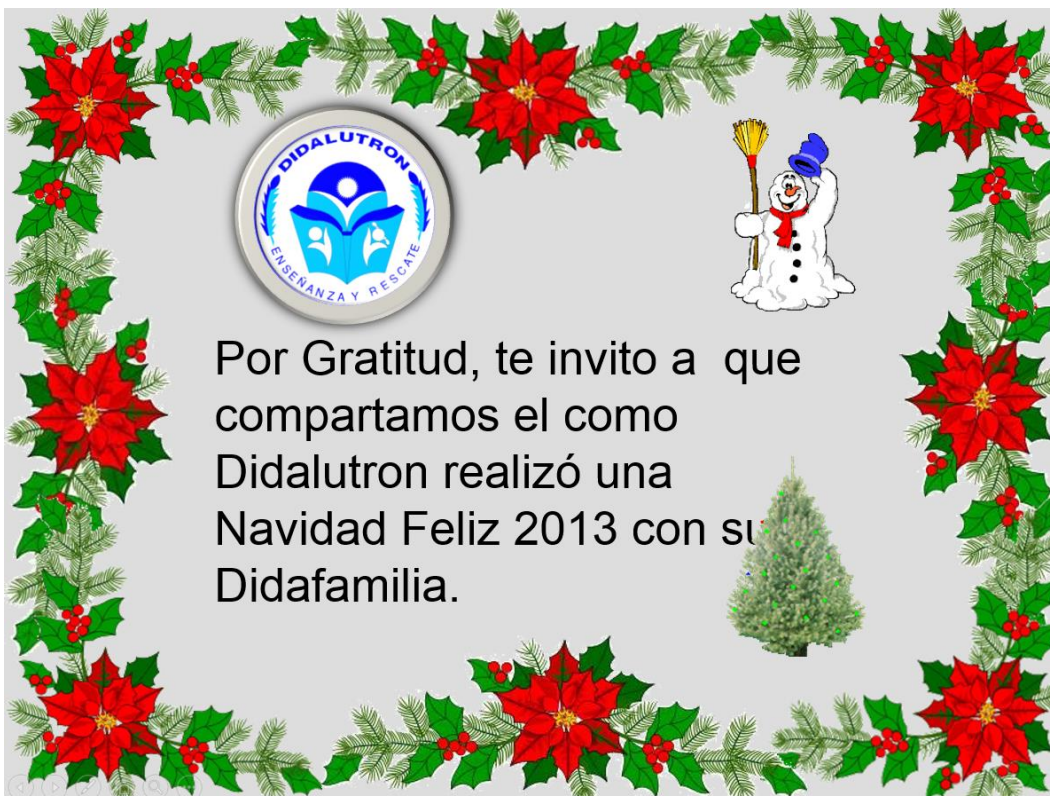 DIDALUTRON
ENSEÑANZA Y RESCATE
Por Gratitud, te invito a  que
compartamos el como
Didalutron realizó una
Navidad Feliz 2013 con su
Didafamilia.